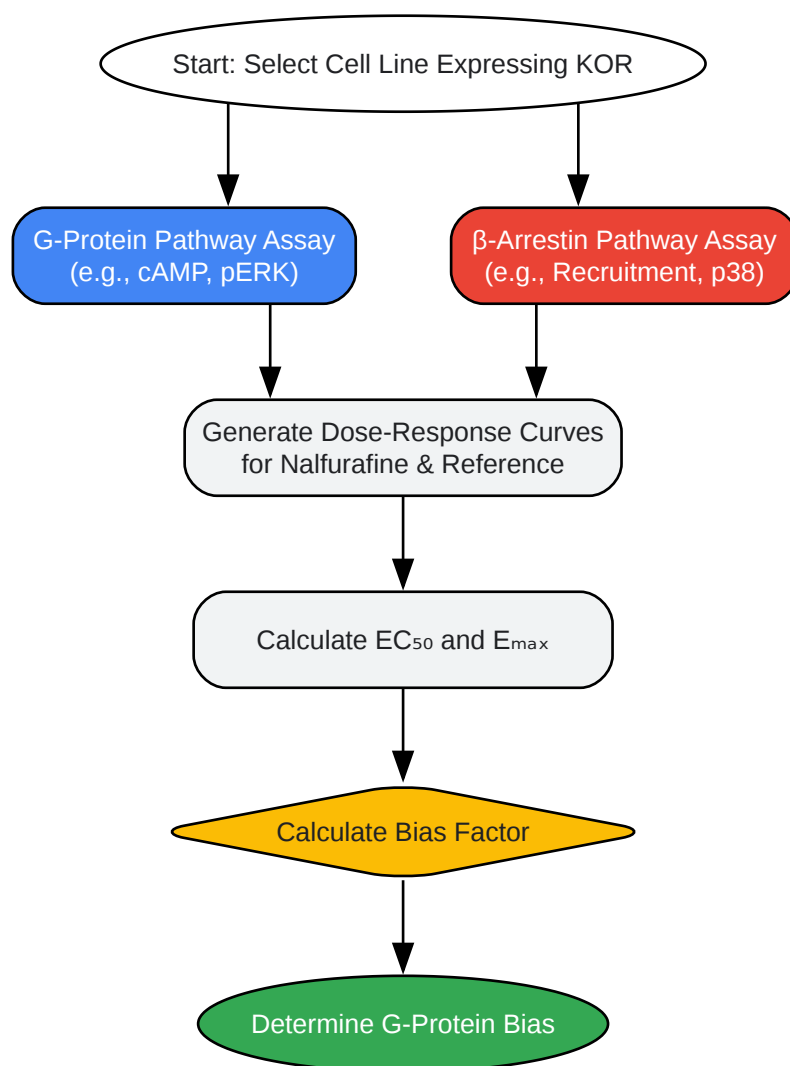 Start: Select Cell Line Expressing KOR
G-Protein Pathway Assay
(e.g., cAMP, pERK)
β-Arrestin Pathway Assay
(e.g., Recruitment, p38)
Generate Dose-Response Curves
for Nalfurafine & Reference
Calculate EC₅₀ and Eₘₐₓ
Calculate Bias Factor
Determine G-Protein Bias